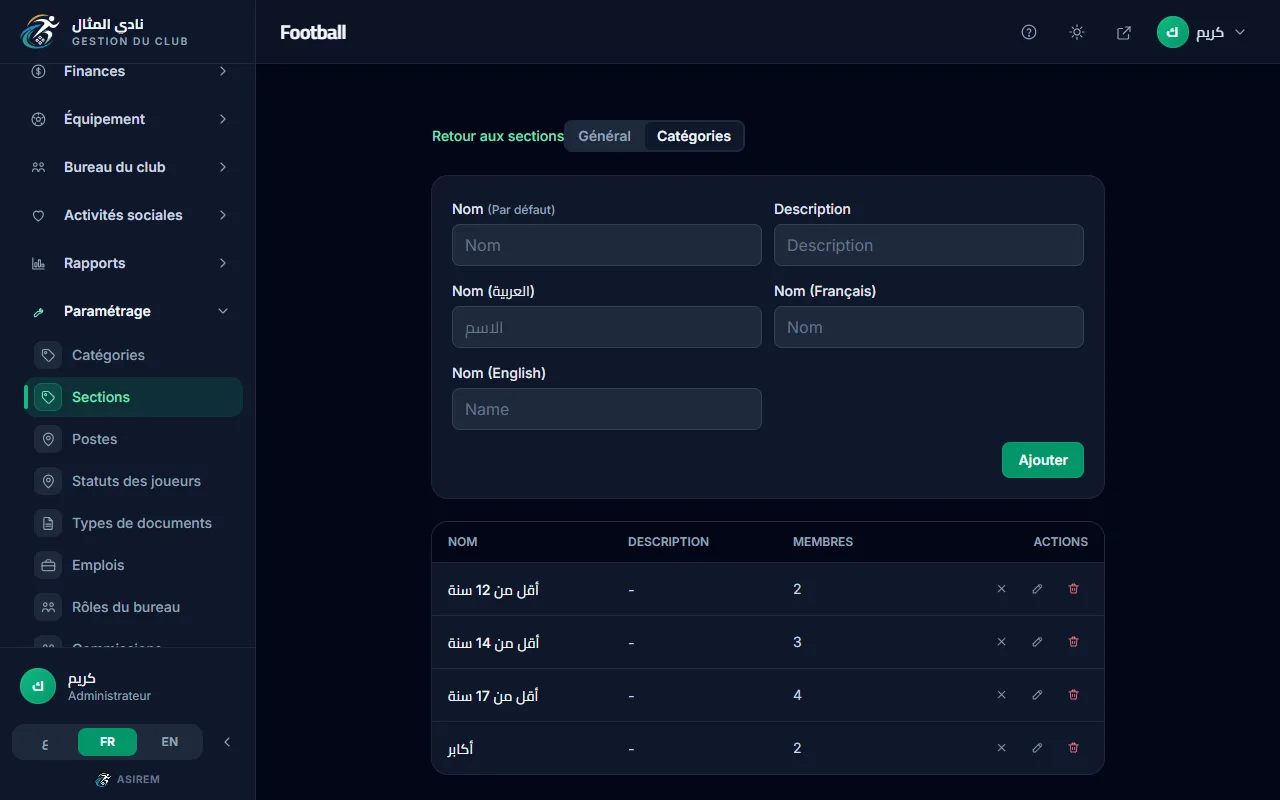 نادي المثال
GESTION DU CLUB
Football
كريم
ك
Finances
Équipement
Bureau du club
Activités sociales
Rapports
Paramétrage
Catégories
Sections
Postes
Statuts des joueurs
Types de documents
Emplois
Rôles du bureau
Commissions
ك
كريم
Administrateur
ع
FR
EN
ASIREM
Retour aux sections
Général
Catégories
Nom (Par défaut)
Description
Nom
Description
Nom (العربية)
Nom (Français)
الاسم
Nom
Nom (English)
Name
Ajouter
NOM DESCRIPTION MEMBRES ACTIONS
أقل من 12 سنة - 2
أقل من 14 سنة - 3
أقل من 17 سنة - 4
أكابر - 2